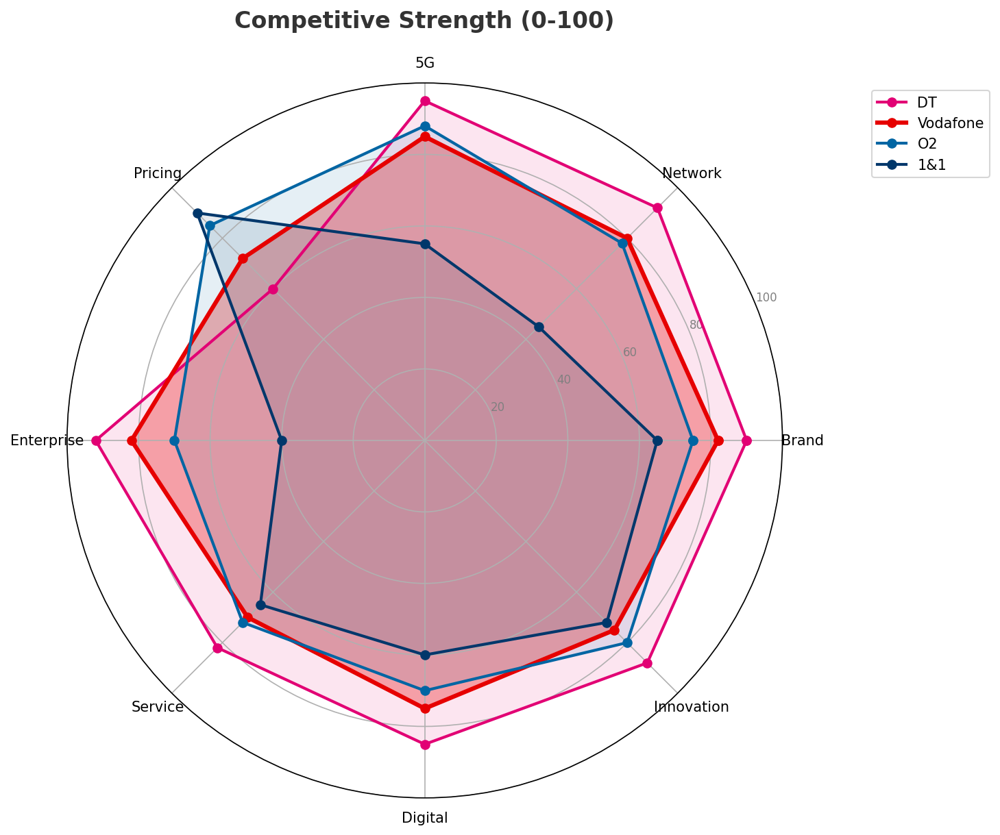 Competitive Strength (0-100)
5G
DT
Vodafone
O2
1&1
Pricing
Network
100
80
60
40
20
Enterprise
Brand
Service
Innovation
Digital